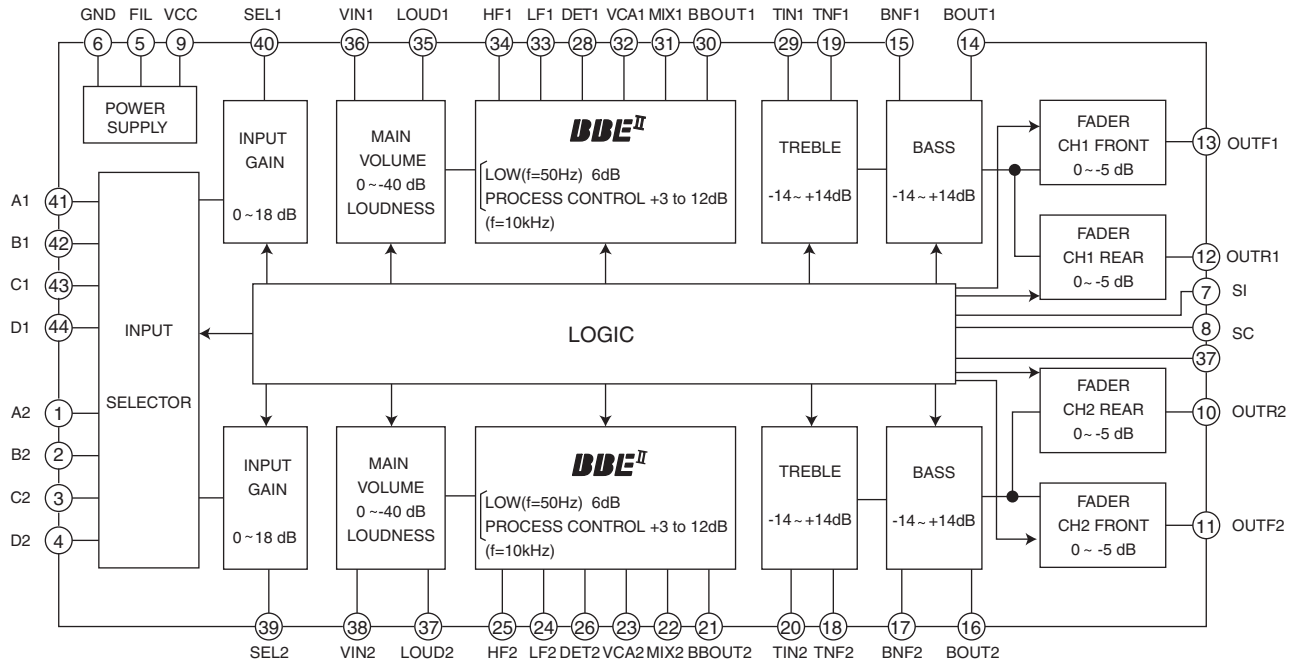 GND FIL VCC SEL1 VIN1 LOUD1 HF1 LF1 DET1 VCA1 MIX1 BBOUT1 TIN1 TNF1 BNF1 BOUT1
6 5 9 40 36 35 34 33 28 32 31 30 29 19 15 14
POWER
SUPPLY
INPUT
GAIN
0~18 dB
MAIN
VOLUME
0~-40 dB
LOUDNESS
BBE II
LOW(f=50Hz) 6dB
PROCESS CONTROL +3 to 12dB
(f=10kHz)
TREBLE
-14~+14dB
BASS
-14~+14dB
FADER
CH1 FRONT
0~-5 dB
13 OUTF1
FADER
CH1 REAR
0~-5 dB
12 OUTR1
7 SI
8 SC
37
A1 41
B1 42
C1 43
D1 44
A2 1
B2 2
C2 3
D2 4
INPUT
SELECTOR
LOGIC
FADER
CH2 REAR
0~-5 dB
10 OUTR2
FADER
CH2 FRONT
0~-5 dB
11 OUTF2
INPUT
GAIN
0~18 dB
MAIN
VOLUME
0~-40 dB
LOUDNESS
BBE II
LOW(f=50Hz) 6dB
PROCESS CONTROL +3 to 12dB
(f=10kHz)
TREBLE
-14~+14dB
BASS
-14~+14dB
39 38 37 25 24 26 23 22 21 20 18 17 16
SEL2 VIN2 LOUD2 HF2 LF2 DET2 VCA2 MIX2 BBOUT2 TIN2 TNF2 BNF2 BOUT2